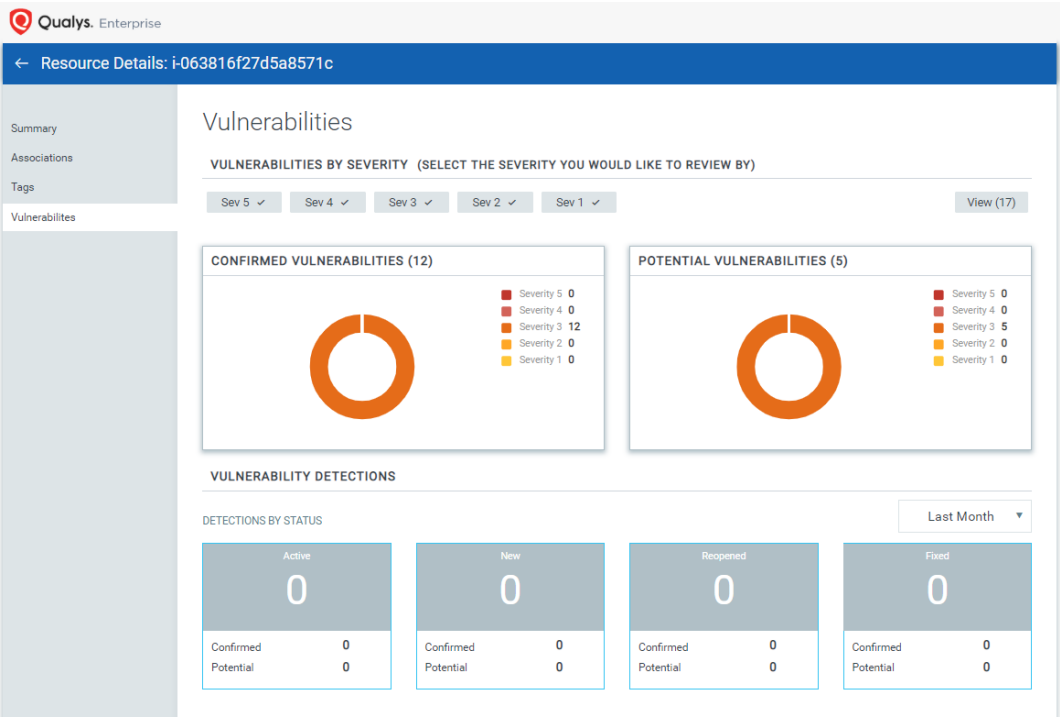 Qualys. Enterprise
← Resource Details: i-063816f27d5a8571c
Summary
Associations
Tags
Vulnerabilites
Vulnerabilities
VULNERABILITIES BY SEVERITY (SELECT THE SEVERITY YOU WOULD LIKE TO REVIEW BY)
Sev 5 ✓ Sev 4 ✓ Sev 3 ✓ Sev 2 ✓ Sev 1 ✓ View (17)
CONFIRMED VULNERABILITIES (12)
Severity 5 0
Severity 4 0
Severity 3 12
Severity 2 0
Severity 1 0
POTENTIAL VULNERABILITIES (5)
Severity 5 0
Severity 4 0
Severity 3 5
Severity 2 0
Severity 1 0
VULNERABILITY DETECTIONS
DETECTIONS BY STATUS
Last Month ▼
Active
0
Confirmed 0
Potential 0
New
0
Confirmed 0
Potential 0
Reopened
0
Confirmed 0
Potential 0
Fixed
0
Confirmed 0
Potential 0